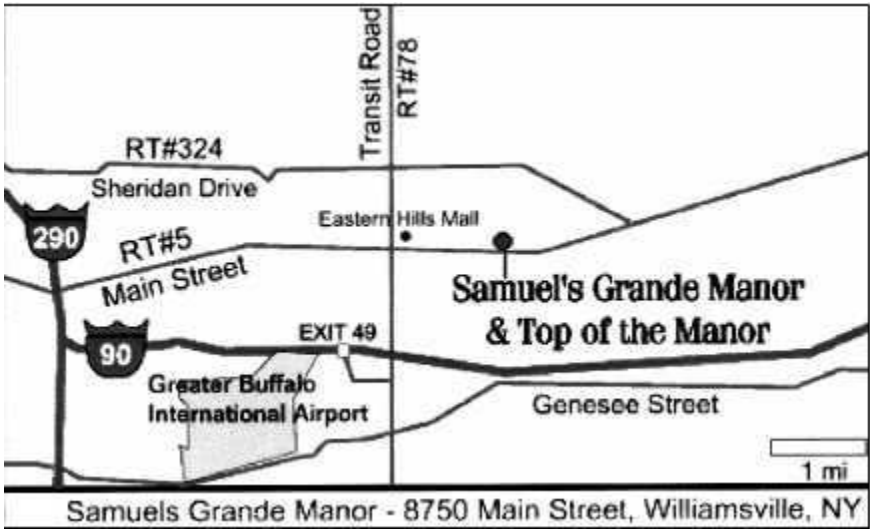 Transit Road
RT#78
RT#324
Sheridan Drive
Eastern Hills Mall
290
RT#5
Main Street
Samuel's Grande Manor
& Top of the Manor
EXIT 49
90
Greater Buffalo
International Airport
Genesee Street
1 mi
Samuels Grande Manor - 8750 Main Street, Williamsville, NY